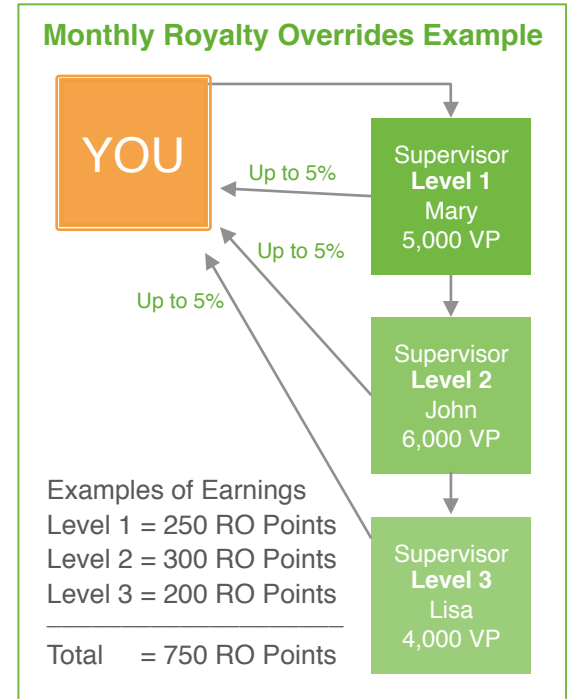 Monthly Royalty Overrides Example
YOU
Supervisor
Level 1
Mary
5,000 VP
Up to 5%
Up to 5%
Up to 5%
Supervisor
Level 2
John
6,000 VP
Supervisor
Level 3
Lisa
4,000 VP
Examples of Earnings
Level 1 = 250 RO Points
Level 2 = 300 RO Points
Level 3 = 200 RO Points
Total = 750 RO Points